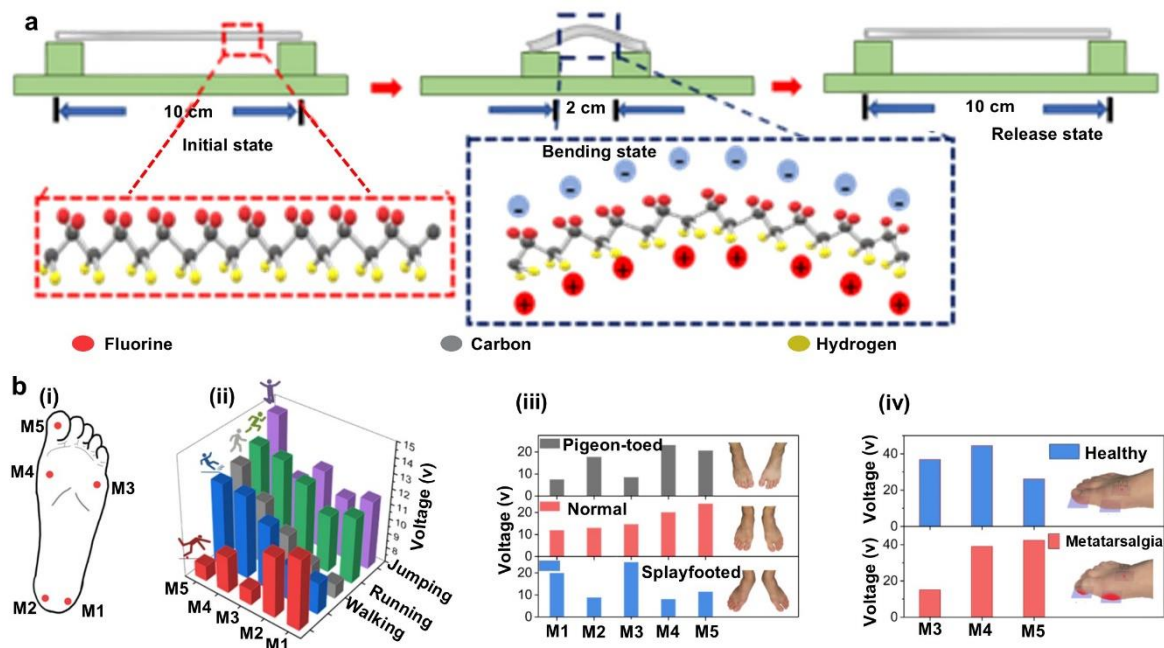 a
10 cm
Initial state
2 cm
Bending state
10 cm
Release state
- - - - - - - -
+ + + + + + + +
Fluorine
Carbon
Hydrogen
b
(i)
M5
M4
M3
M2
M1
(ii)
15
14
13
12
11
10
9
8
Voltage (v)
Jumping
Running
Walking
M5
M4
M3
M2
M1
(iii)
Voltage (v)
20
10
0
Pigeon-toed
20
10
0
Normal
20
10
0
Splayfooted
M1 M2 M3 M4 M5
(iv)
Voltage (v)
40
20
0
Healthy
40
20
0
Metatarsalgia
M3 M4 M5